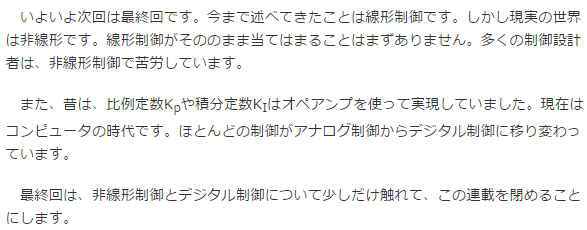 いよいよ次回は最終回です。今まで述べてきたことは線形制御です。しかし現実の世界
は非線形です。線形制御がそののまま当てはまることはまずありません。多くの制御設計
者は、非線形制御で苦労しています。
また、昔は、比例定数Kpや積分定数KIはオペアンプを使って実現していました。現在は
コンピュータの時代です。ほとんどの制御がアナログ制御からデジタル制御に移り変わっ
ています。
最終回は、非線形制御とデジタル制御について少しだけ触れて、この連載を閉めること
にします。